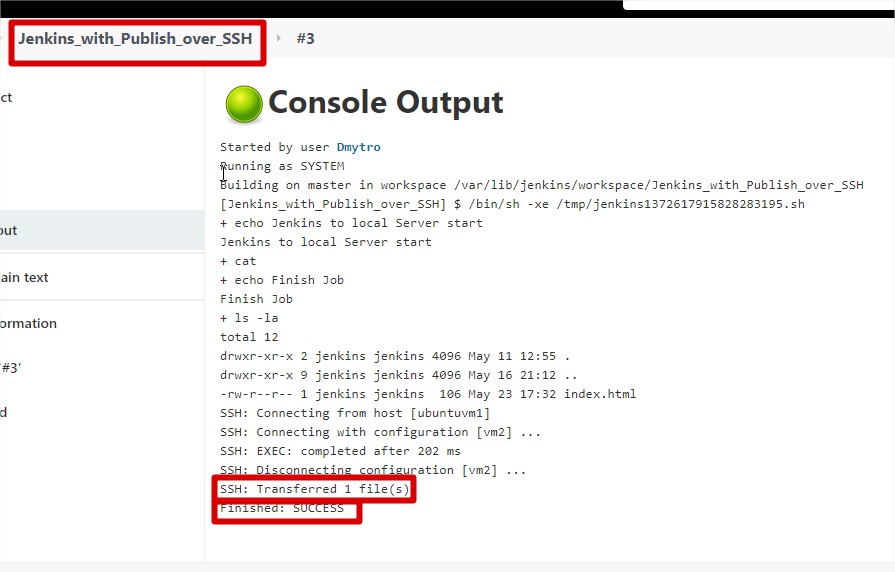 Jenkins_with_Publish_over_SSH #3
ct
Console Output
Started by user Dmytro
Running as SYSTEM
Building on master in workspace /var/lib/jenkins/workspace/Jenkins_with_Publish_over_SSH
[Jenkins_with_Publish_over_SSH] $ /bin/sh -xe /tmp/jenkins1372617915828283195.sh
+ echo Jenkins to local Server start
Jenkins to local Server start
+ cat
+ echo Finish Job
Finish Job
+ ls -la
total 12
drwxr-xr-x 2 jenkins jenkins 4096 May 11 12:55 .
drwxr-xr-x 9 jenkins jenkins 4096 May 16 21:12 ..
-rw-r--r-- 1 jenkins jenkins  106 May 23 17:32 index.html
SSH: Connecting from host [ubuntuvm1]
SSH: Connecting with configuration [vm2] ...
SSH: EXEC: completed after 202 ms
SSH: Disconnecting configuration [vm2] ...
SSH: Transferred 1 file(s)
Finished: SUCCESS
out
ain text
ormation
'#3'
d